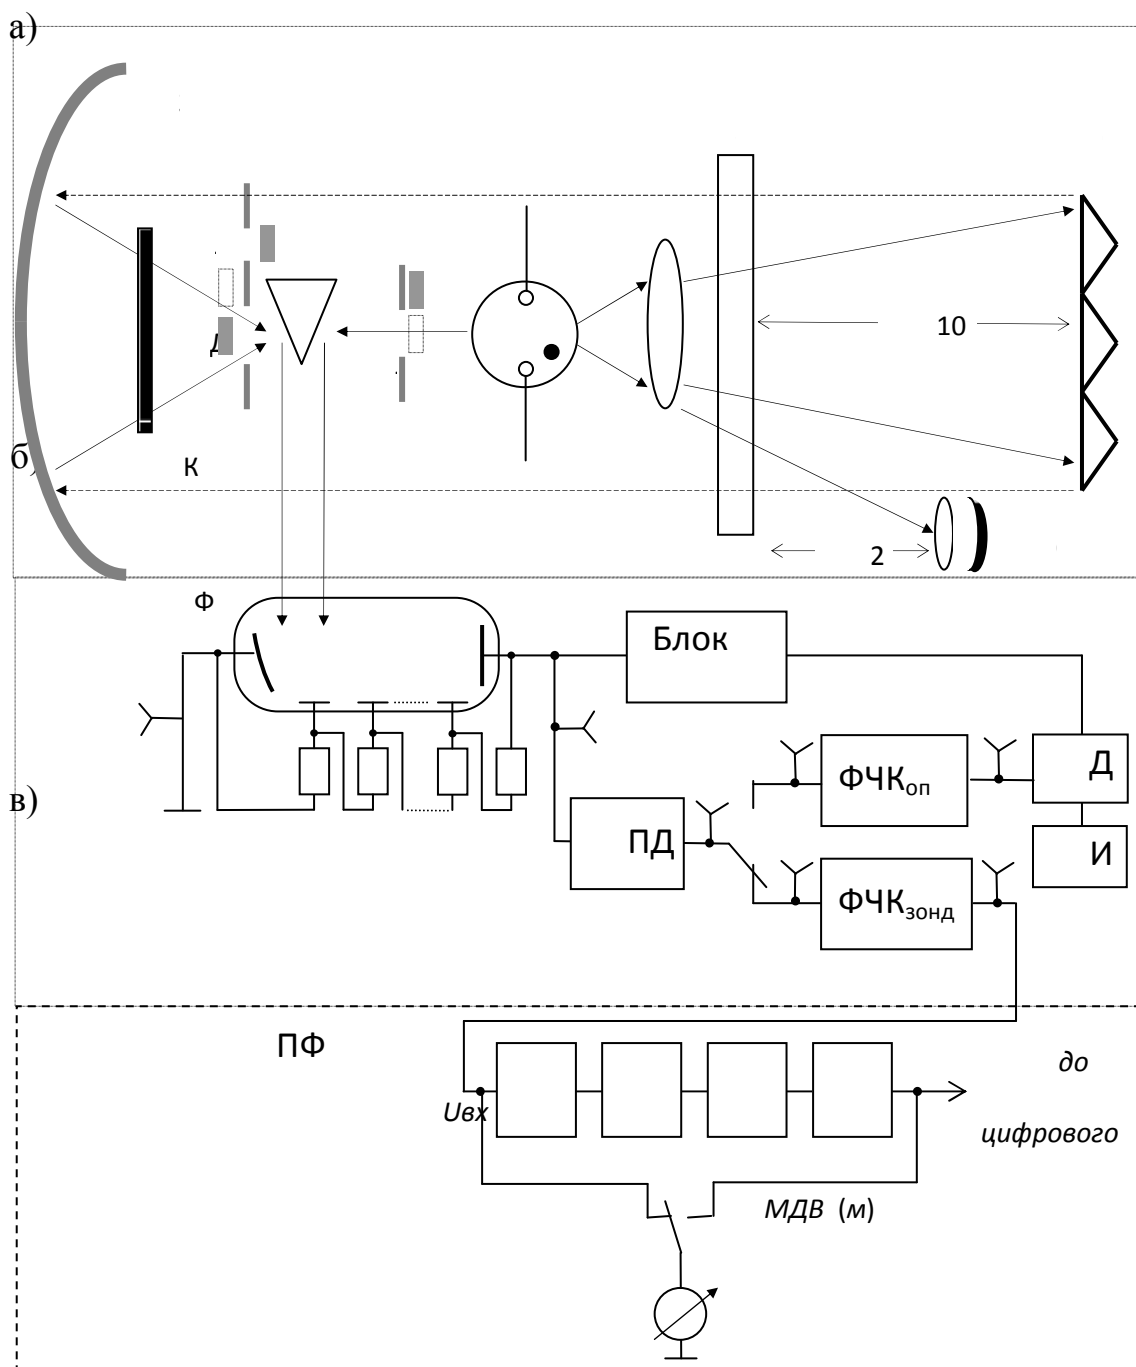 а)
10
Д
б)
К
2
Ф
Блок
ФЧКоп
Д
в)
ПД
И
ФЧКзонд
ПФ
до
Uвх
цифрового
МДВ (м)